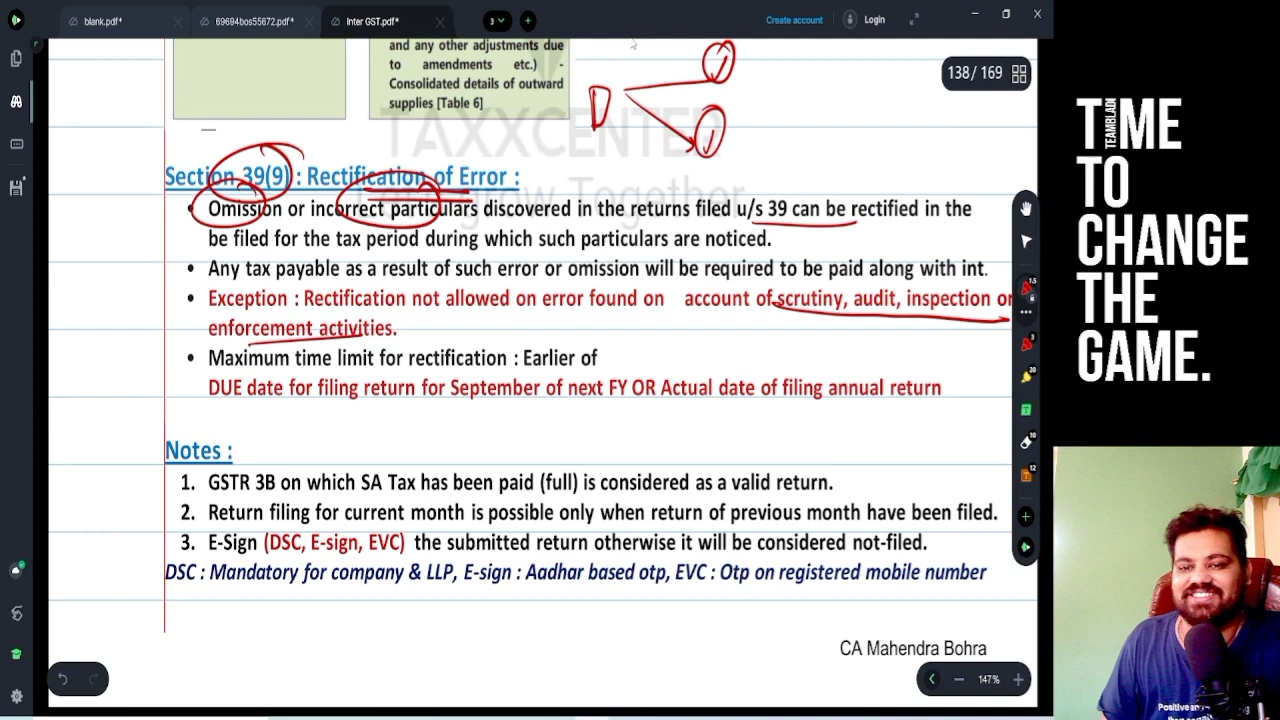 blank.pdf*
69694bos55672.pdf*
Inter GST.pdf*
3
Create account
Login
and any other adjustments due
to amendments etc.) -
Consolidated details of outward
supplies [Table 6]
D
138/ 169
TAXXCENTER
Section 39(9) : Rectification of Error :
• Omission or incorrect particulars discovered in the returns filed u/s 39 can be rectified in the
be filed for the tax period during which such particulars are noticed.
• Any tax payable as a result of such error or omission will be required to be paid along with int.
• Exception : Rectification not allowed on error found on account of scrutiny, audit, inspection or
enforcement activities.
• Maximum time limit for rectification : Earlier of
DUE date for filing return for September of next FY OR Actual date of filing annual return
Notes :
1. GSTR 3B on which SA Tax has been paid (full) is considered as a valid return.
2. Return filing for current month is possible only when return of previous month have been filed.
3. E-Sign (DSC, E-sign, EVC) the submitted return otherwise it will be considered not-filed.
DSC : Mandatory for company & LLP, E-sign : Aadhar based otp, EVC : Otp on registered mobile number
CA Mahendra Bohra
147%
TIME
TEAMBLADN
TO
CHANGE
THE
GAME.